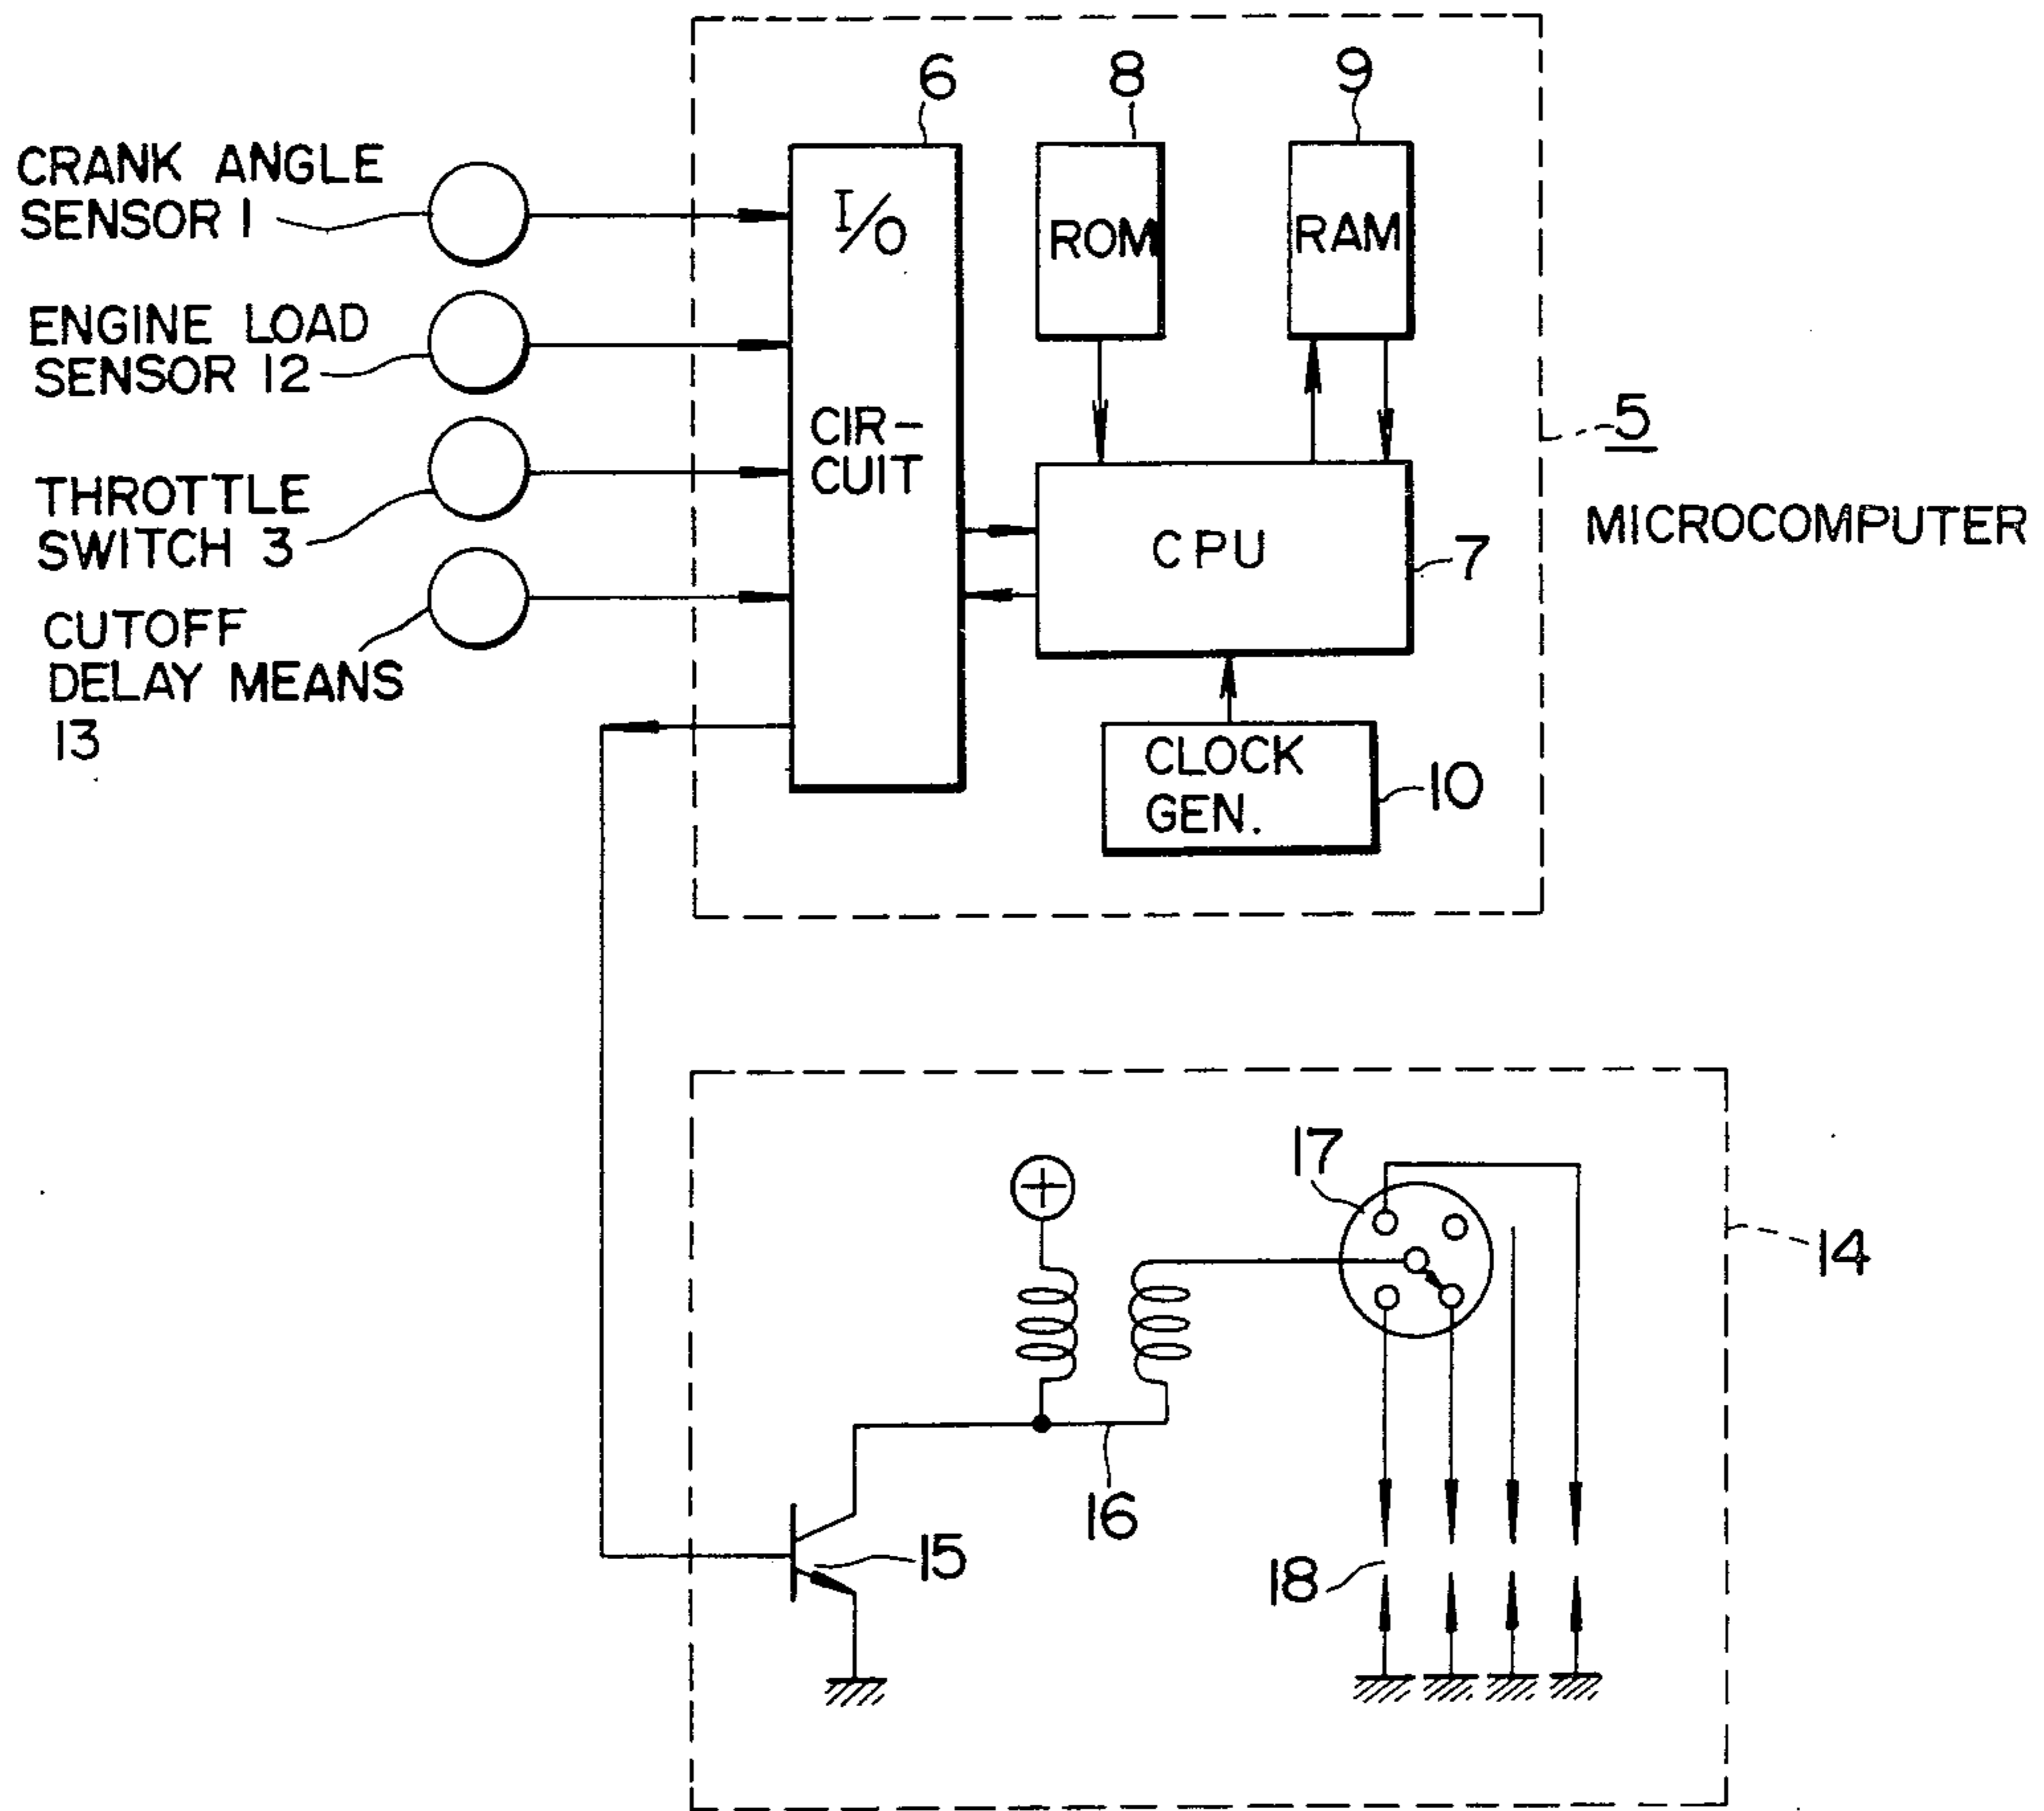 6
8
9
CRANK ANGLE
SENSOR 1
I/O
ROM
RAM
ENGINE LOAD
SENSOR 12
CIR-
CUIT
5
THROTTLE
SWITCH 3
MICROCOMPUTER
CPU
7
CUTOFF
DELAY MEANS
13
CLOCK
GEN.
10
17
14
16
15
18